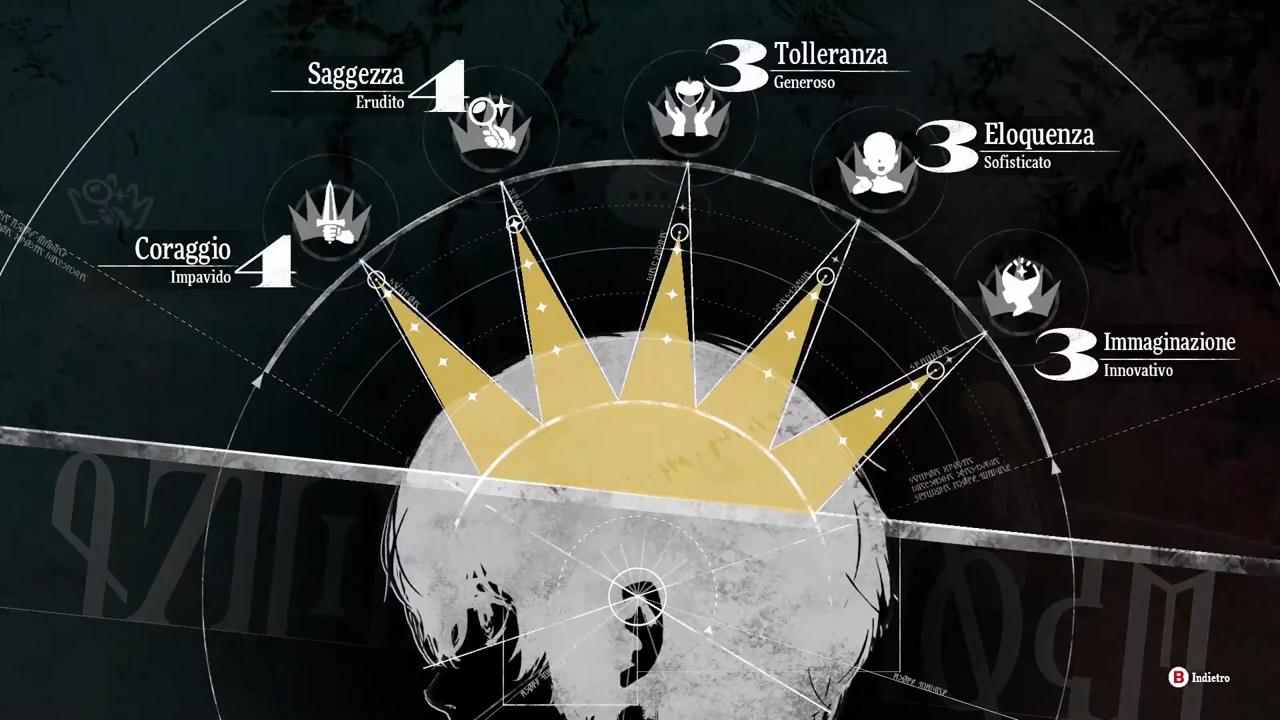 Saggezza
4
Erudito
3
Tolleranza
Generoso
3
Eloquenza
Sofisticato
Coraggio
4
Impavido
3
Immaginazione
Innovativo
B Indietro